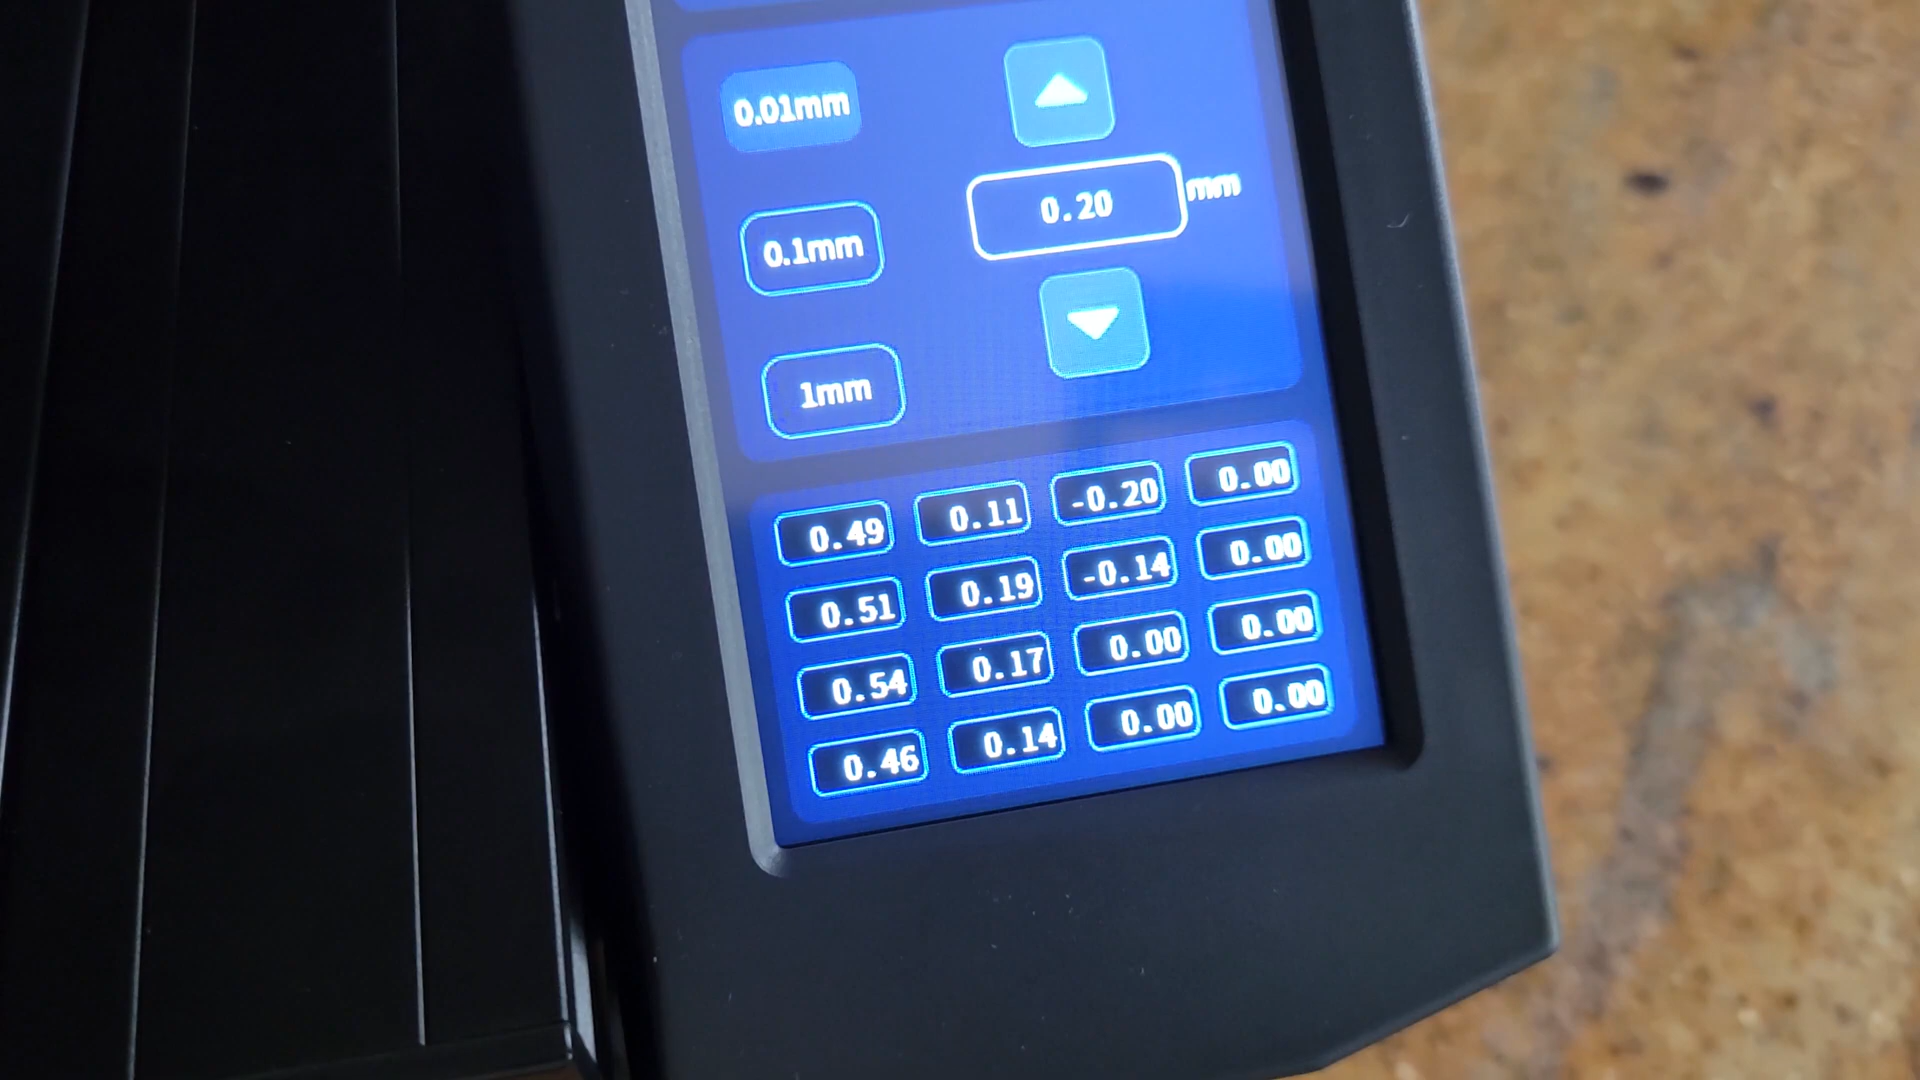 0.01mm
0.20 mm
0.1mm
1mm
0.49 0.11 -0.20 0.00
0.51 0.19 -0.14 0.00
0.54 0.17 0.00 0.00
0.46 0.14 0.00 0.00